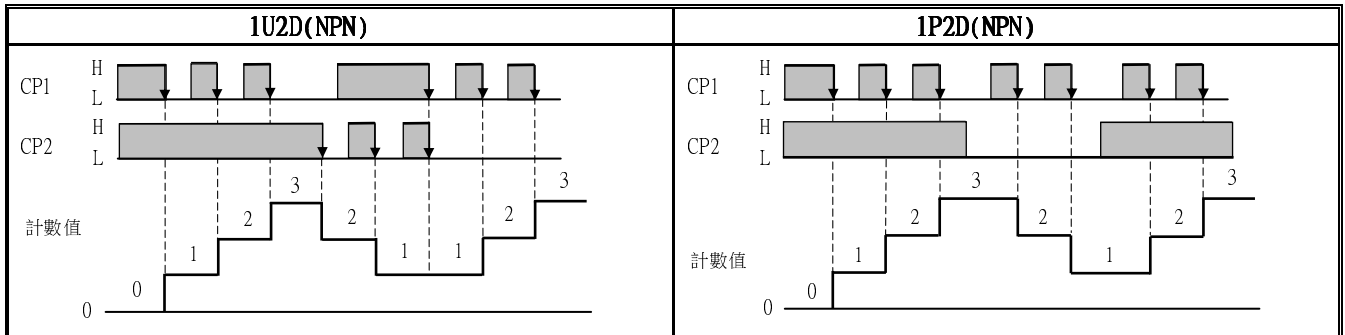 1U2D(NPN)
CP1 H
L
CP2 H
L
計數值
0 0 1 2 3 2 1 1 2 3
1P2D(NPN)
CP1 H
L
CP2 H
L
計數值
0 0 1 2 3 2 1 2 3